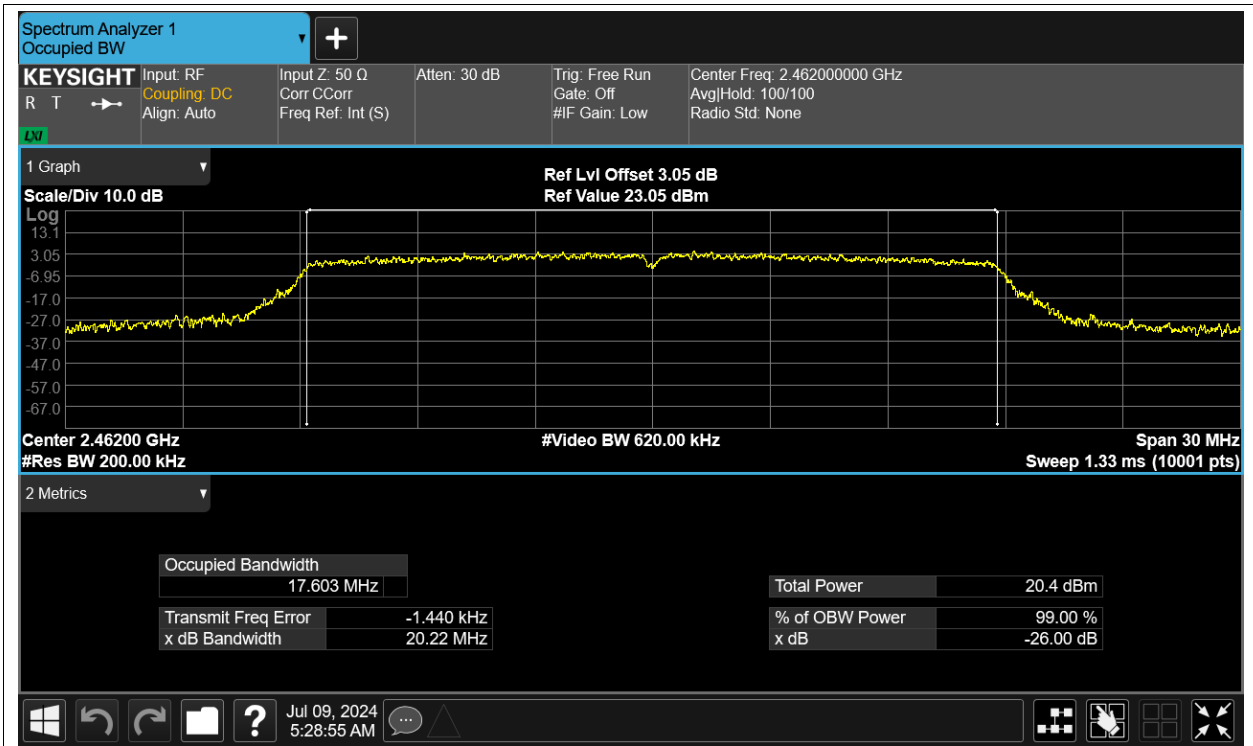 Spectrum Analyzer 1
Occupied BW
▼
+
KEYSIGHT Input: RF Input Z: 50 Ω Atten: 30 dB Trig: Free Run Center Freq: 2.462000000 GHz
R T Coupling: DC Corr CCorr Gate: Off Avg|Hold: 100/100
Align: Auto Freq Ref: Int (S) #IF Gain: Low Radio Std: None
LXI
1 Graph ▼ Ref Lvl Offset 3.05 dB
Scale/Div 10.0 dB Ref Value 23.05 dBm
Log
13.1
3.05
-6.95
-17.0
-27.0
-37.0
-47.0
-57.0
-67.0
Center 2.46200 GHz #Video BW 620.00 kHz Span 30 MHz
#Res BW 200.00 kHz Sweep 1.33 ms (10001 pts)
2 Metrics ▼
Occupied Bandwidth
17.603 MHz Total Power 20.4 dBm
Transmit Freq Error -1.440 kHz % of OBW Power 99.00 %
x dB Bandwidth 20.22 MHz x dB -26.00 dB
? Jul 09, 2024
5:28:55 AM